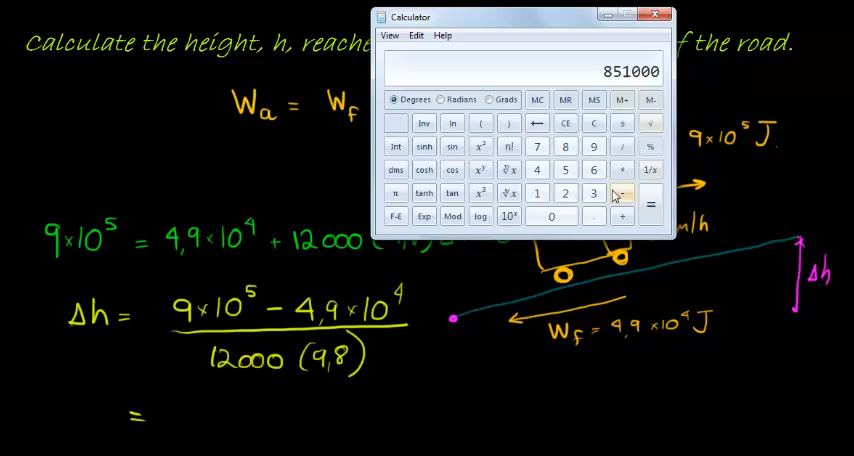 Calculator
View Edit Help
Calculate the height, h, reache f the road.
851000
Degrees Radians Grads MC MR MS M+ M-
Wa = Wf
Inv ln ( ) ← CE C ± √
9×10⁵ J
Int sinh sin x² n! 7 8 9 / %
dms cosh cos xʸ ʸ√x 4 5 6 * 1/x
π tanh tan x³ ³√x 1 2 3 - =
F-E Exp Mod log 10ˣ 0 . +
m/h
9×10⁵ = 4,9×10⁴ + 12000 (
Δh
Δh = 9×10⁵ - 4,9×10⁴
12000 (9,8)
Wf = 4,9×10⁴ J
=